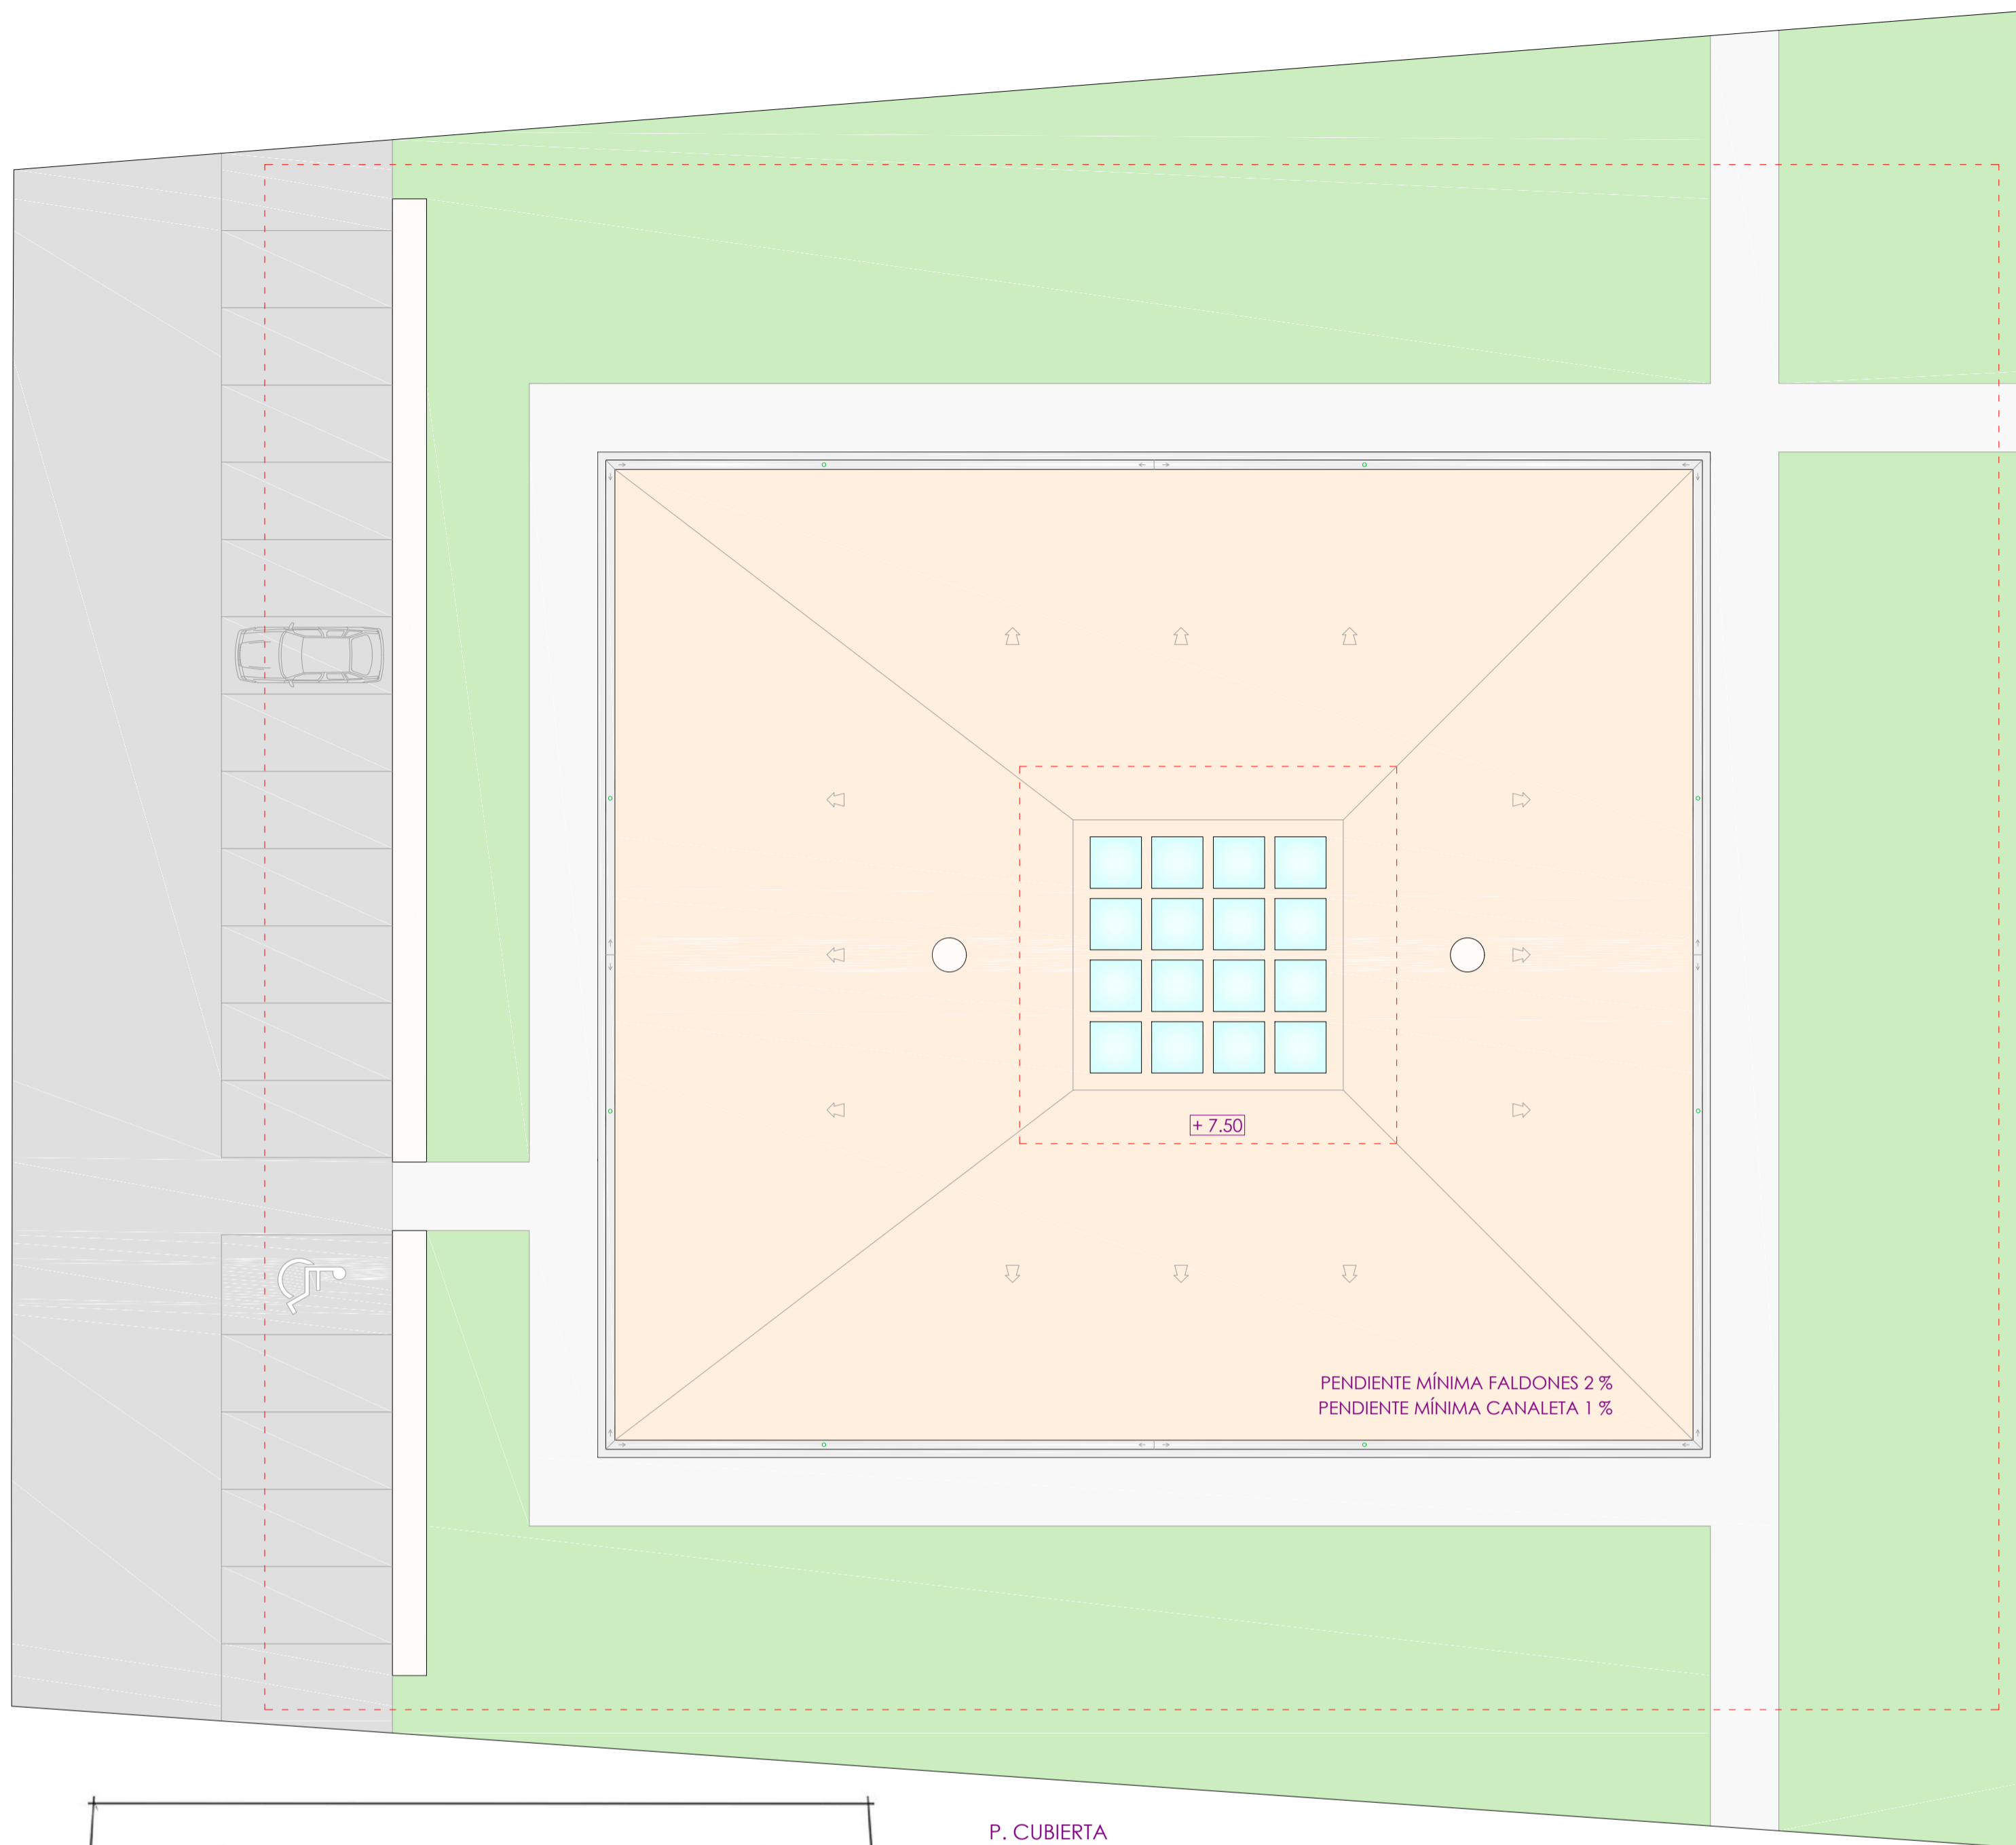 + 7.50
PENDIENTE MÍNIMA FALDONES 2 %
PENDIENTE MÍNIMA CANALETA 1 %
P. CUBIERTA